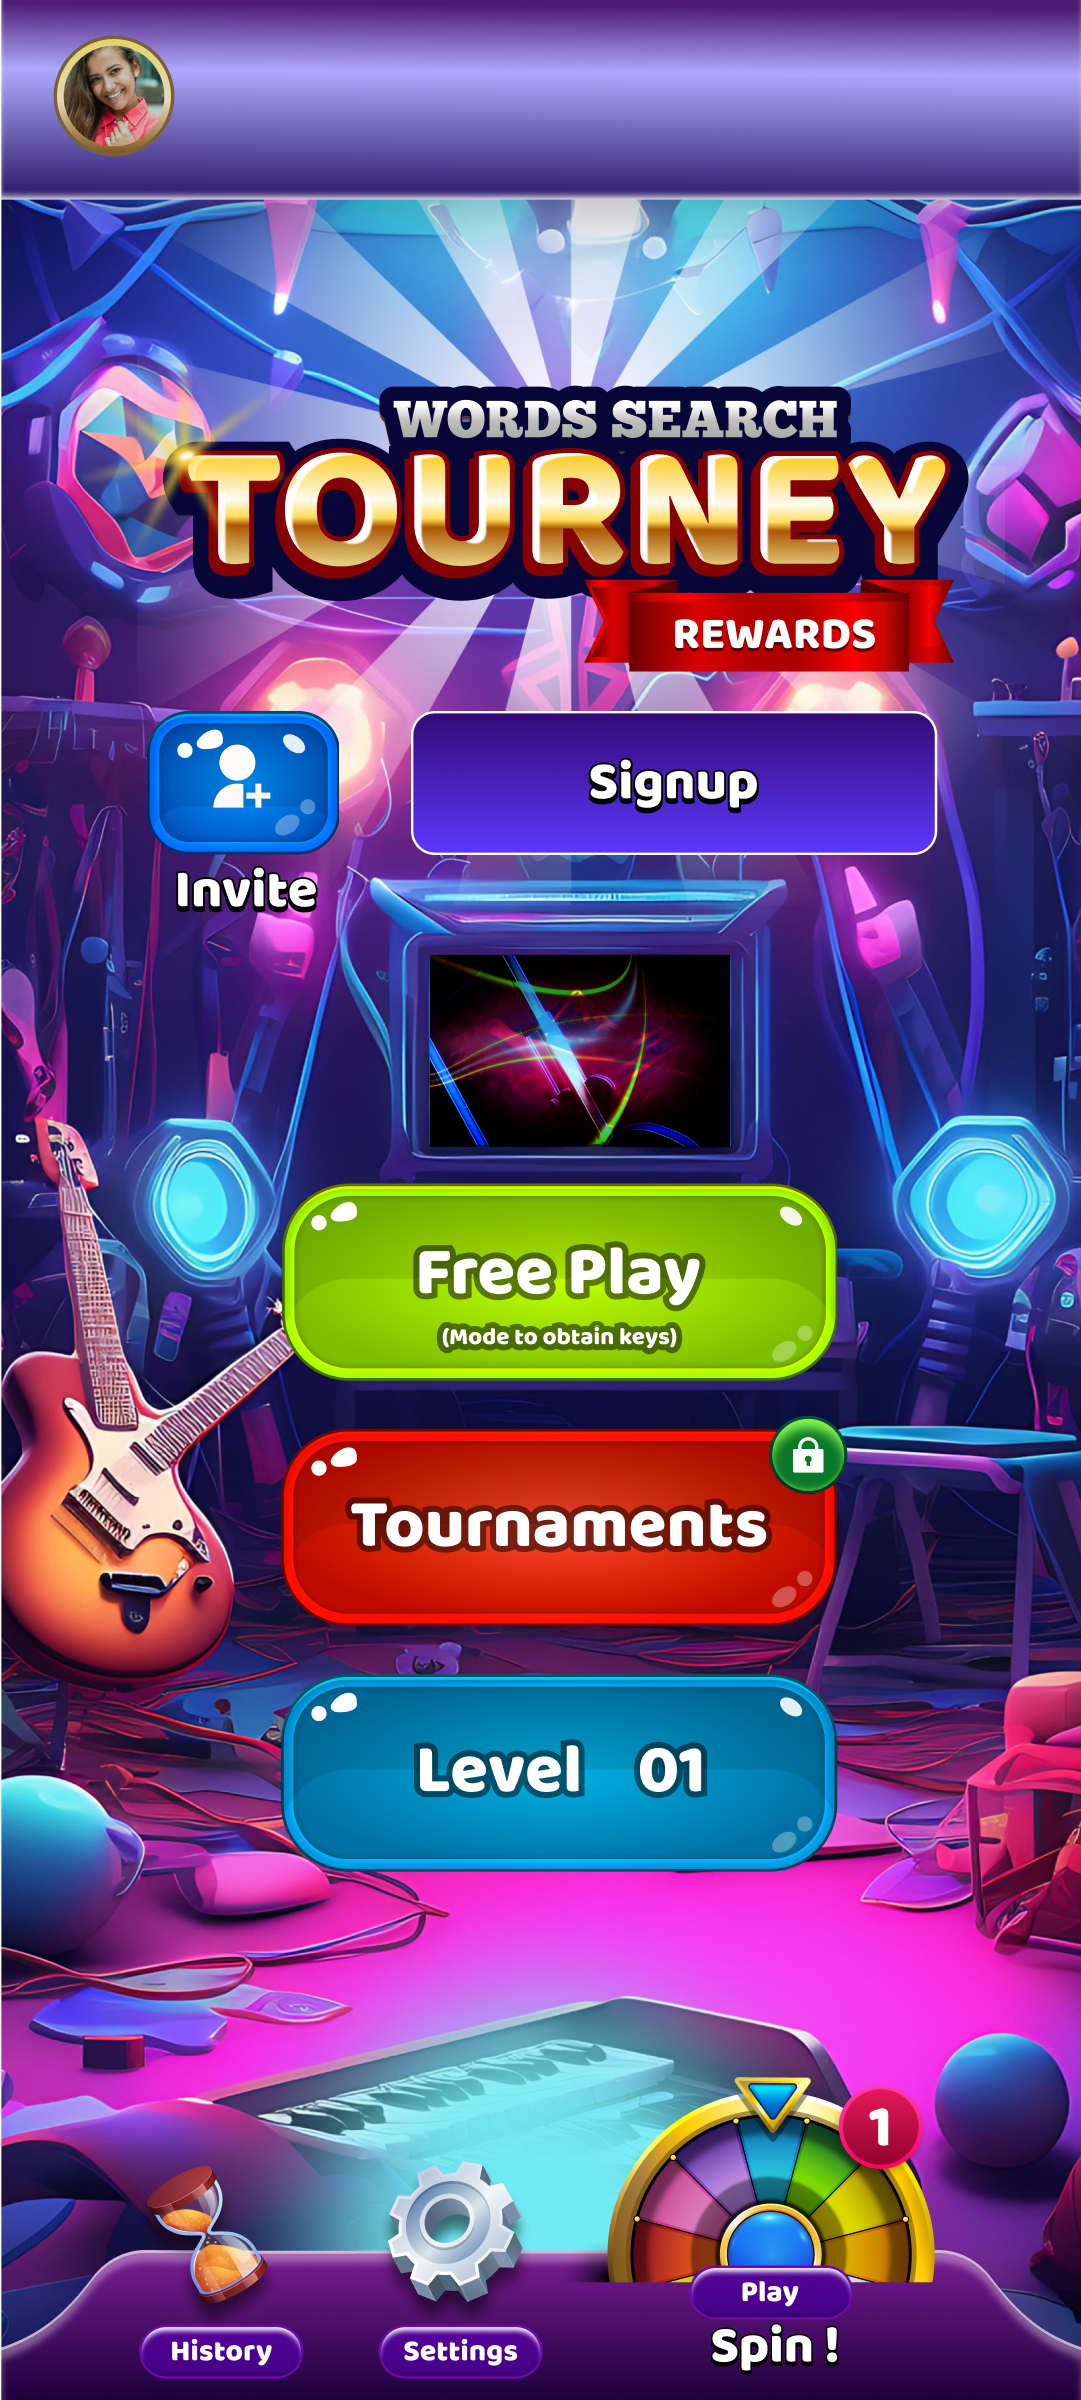 WORDS SEARCH
TOURNEY
REWARDS
Signup
Invite
Free Play
(Mode to obtain keys)
Tournaments
Level 01
1
Play
History
Settings
Spin !